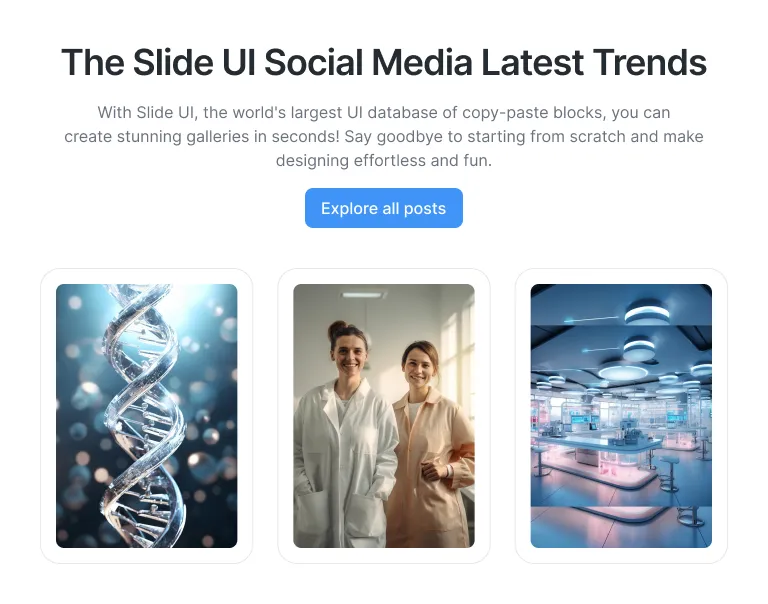 The Slide UI Social Media Latest Trends
With Slide UI, the world's largest UI database of copy-paste blocks, you can
create stunning galleries in seconds! Say goodbye to starting from scratch and make
designing effortless and fun.
Explore all posts